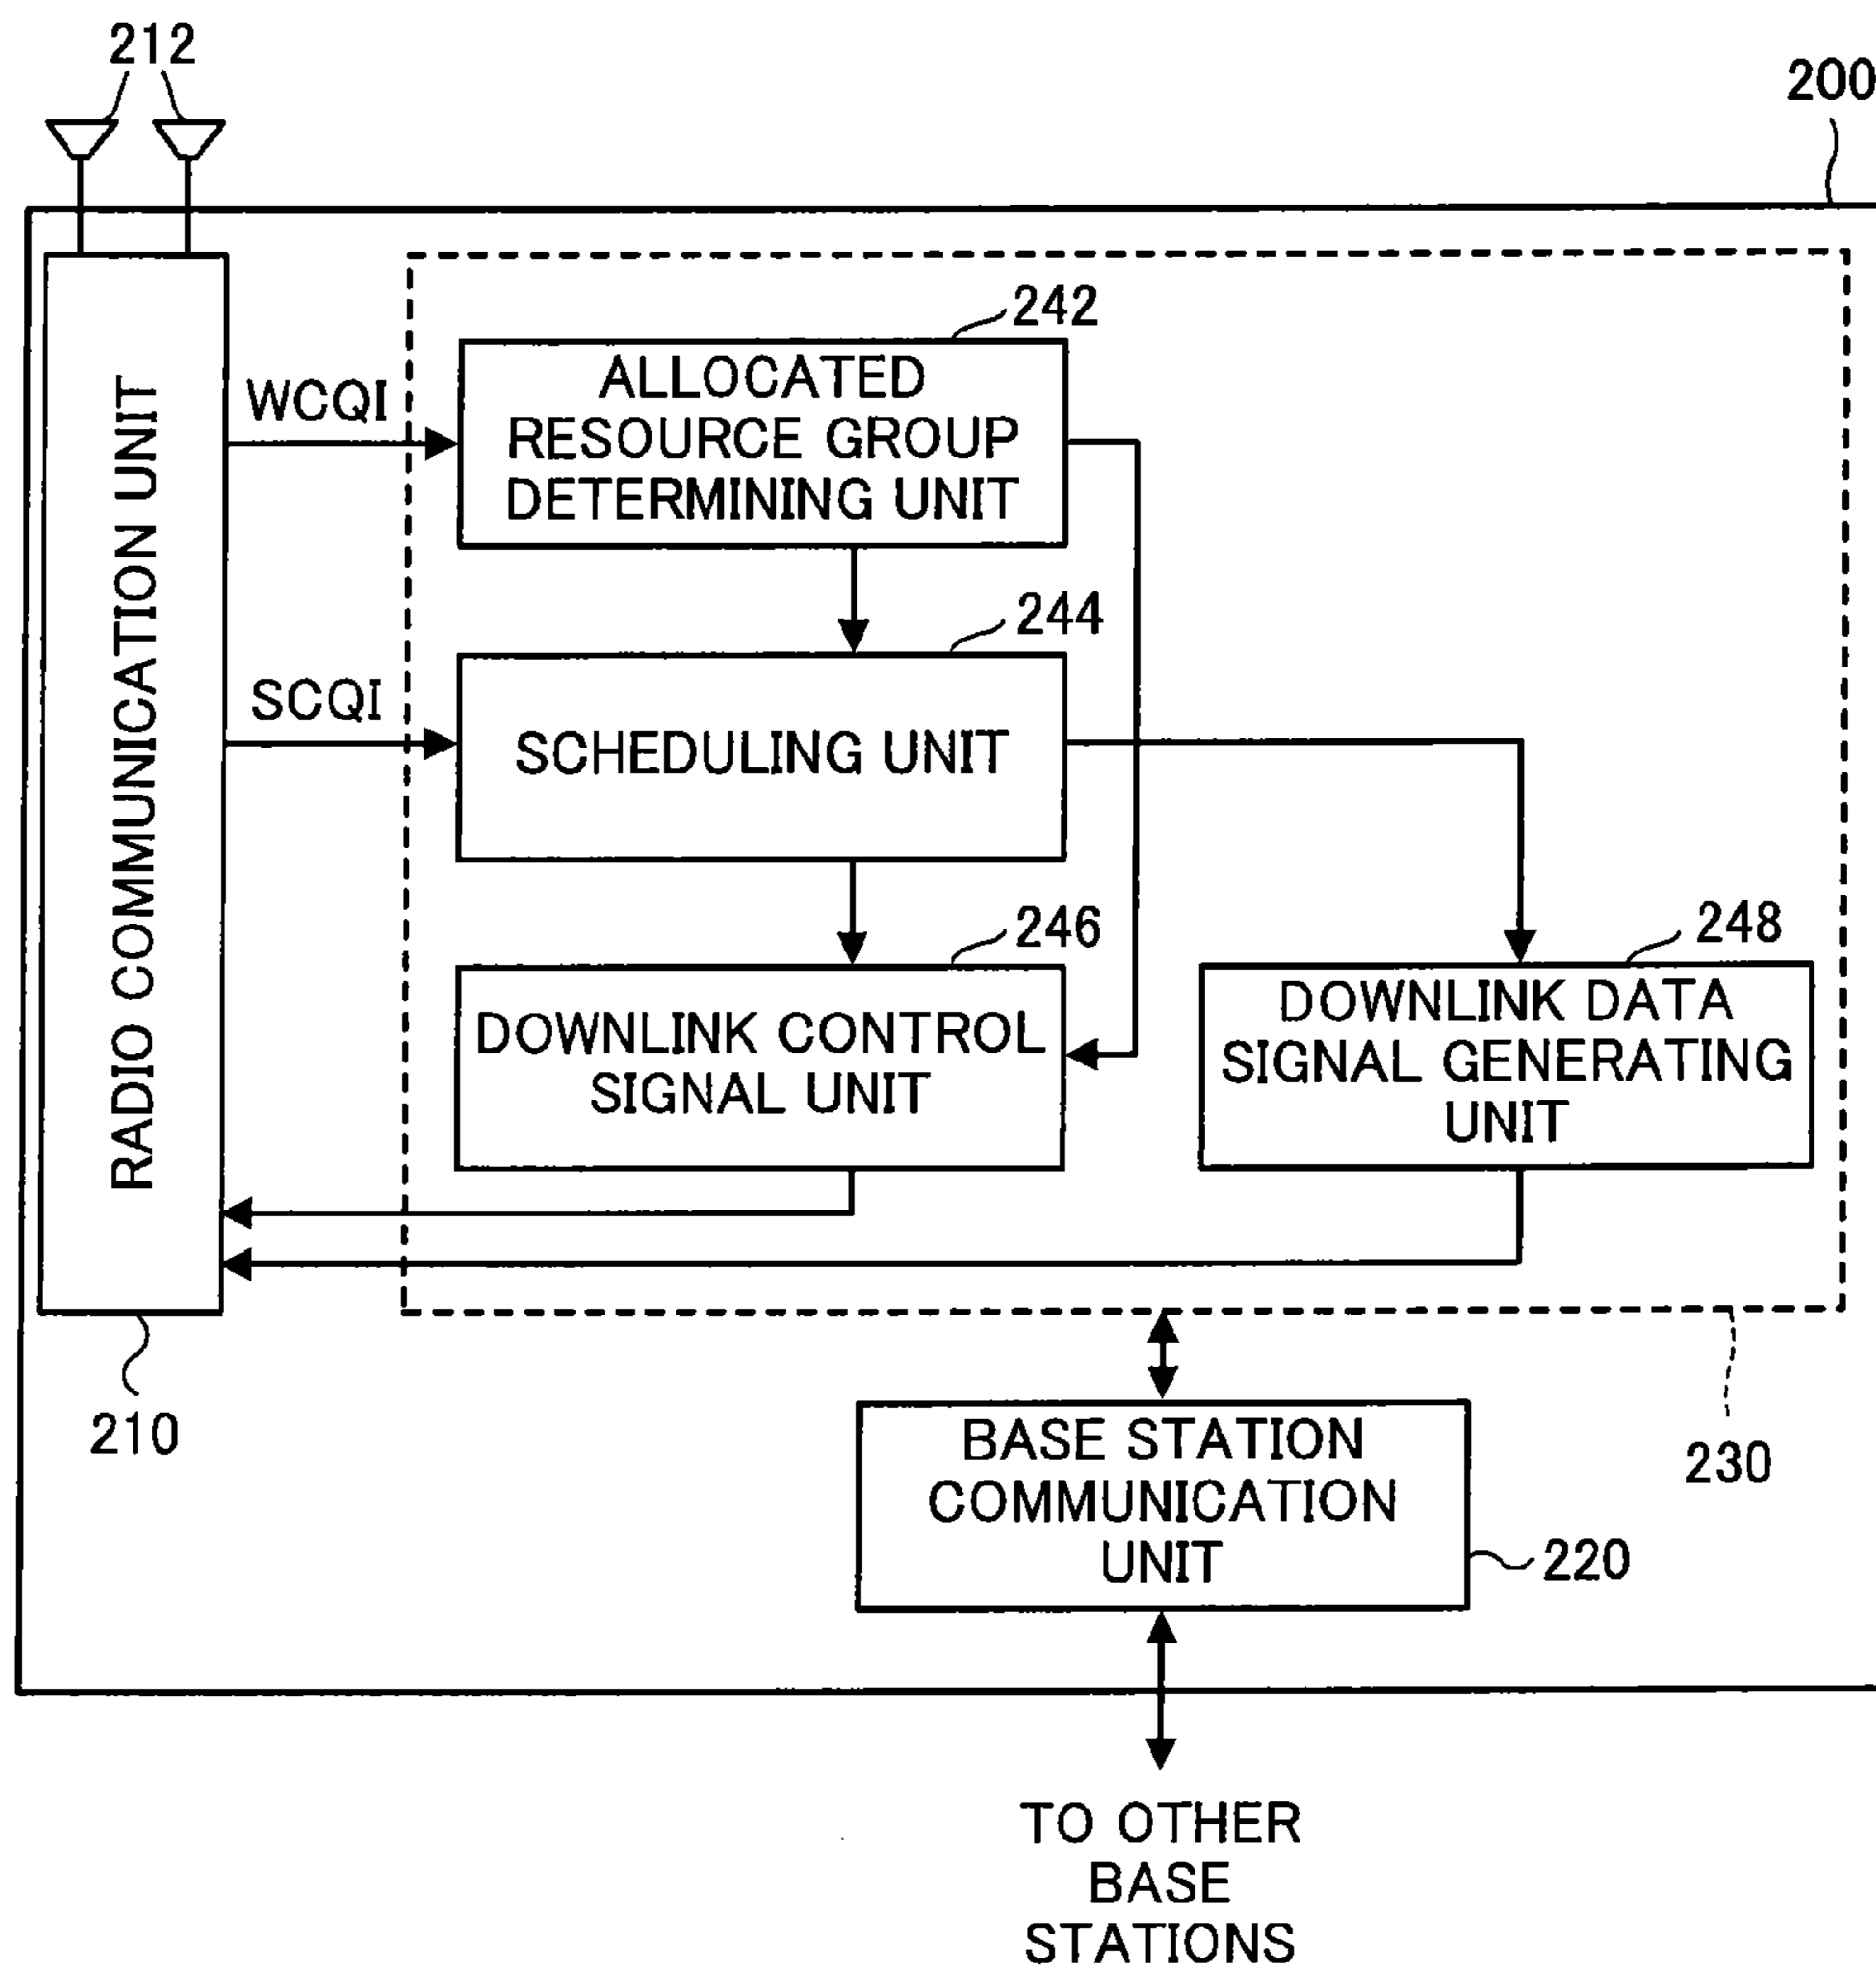 212
200
242
ALLOCATED
RESOURCE GROUP
DETERMINING UNIT
WCQI
RADIO COMMUNICATION UNIT
244
SCQI
SCHEDULING UNIT
246
248
DOWNLINK CONTROL
SIGNAL UNIT
DOWNLINK DATA
SIGNAL GENERATING
UNIT
210
230
BASE STATION
COMMUNICATION
UNIT
220
TO OTHER
BASE
STATIONS